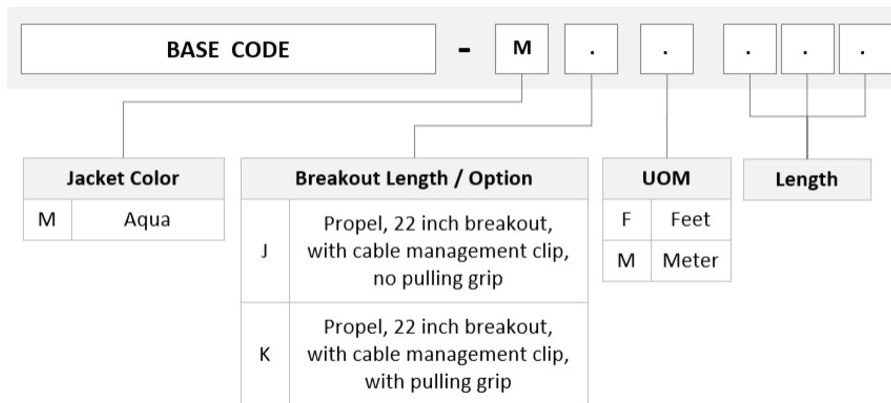 BASE CODE - M . . . . .
Jacket Color
M Aqua
Breakout Length / Option
J Propel, 22 inch breakout,
with cable management clip,
no pulling grip
K Propel, 22 inch breakout,
with cable management clip,
with pulling grip
UOM
F Feet
M Meter
Length